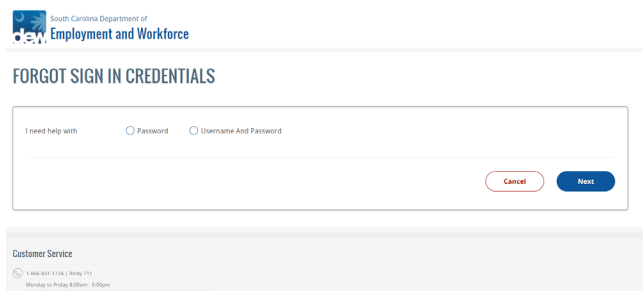 dew
South Carolina Department of
Employment and Workforce
FORGOT SIGN IN CREDENTIALS
I need help with Password Username And Password
Cancel Next
Customer Service
1-866-831-1724 | Relay 711
Monday to Friday 8:00am - 5:00pm